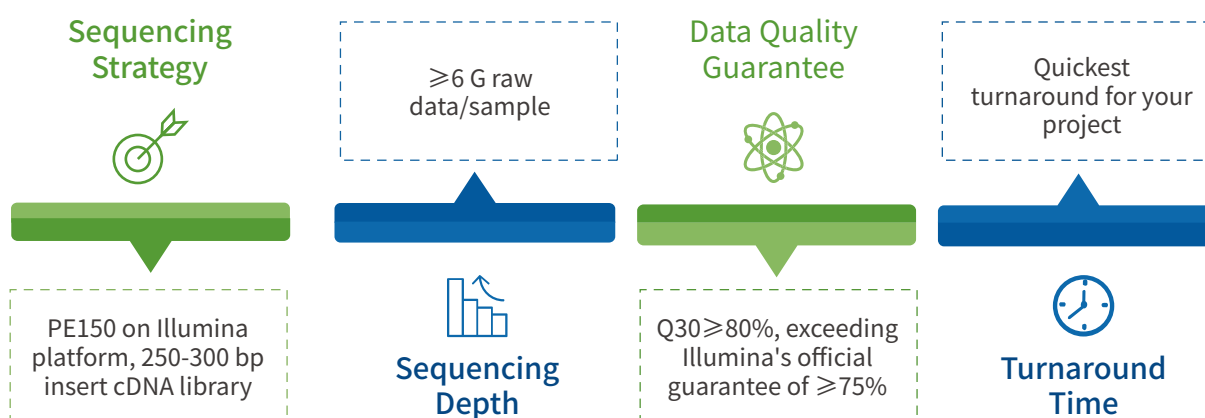 Sequencing
Strategy
PE150 on Illumina
platform, 250-300 bp
insert cDNA library
≥6 G raw
data/sample
Sequencing
Depth
Data Quality
Guarantee
Q30≥80%, exceeding
Illumina's official
guarantee of ≥75%
Quickest
turnaround for your
project
Turnaround
Time